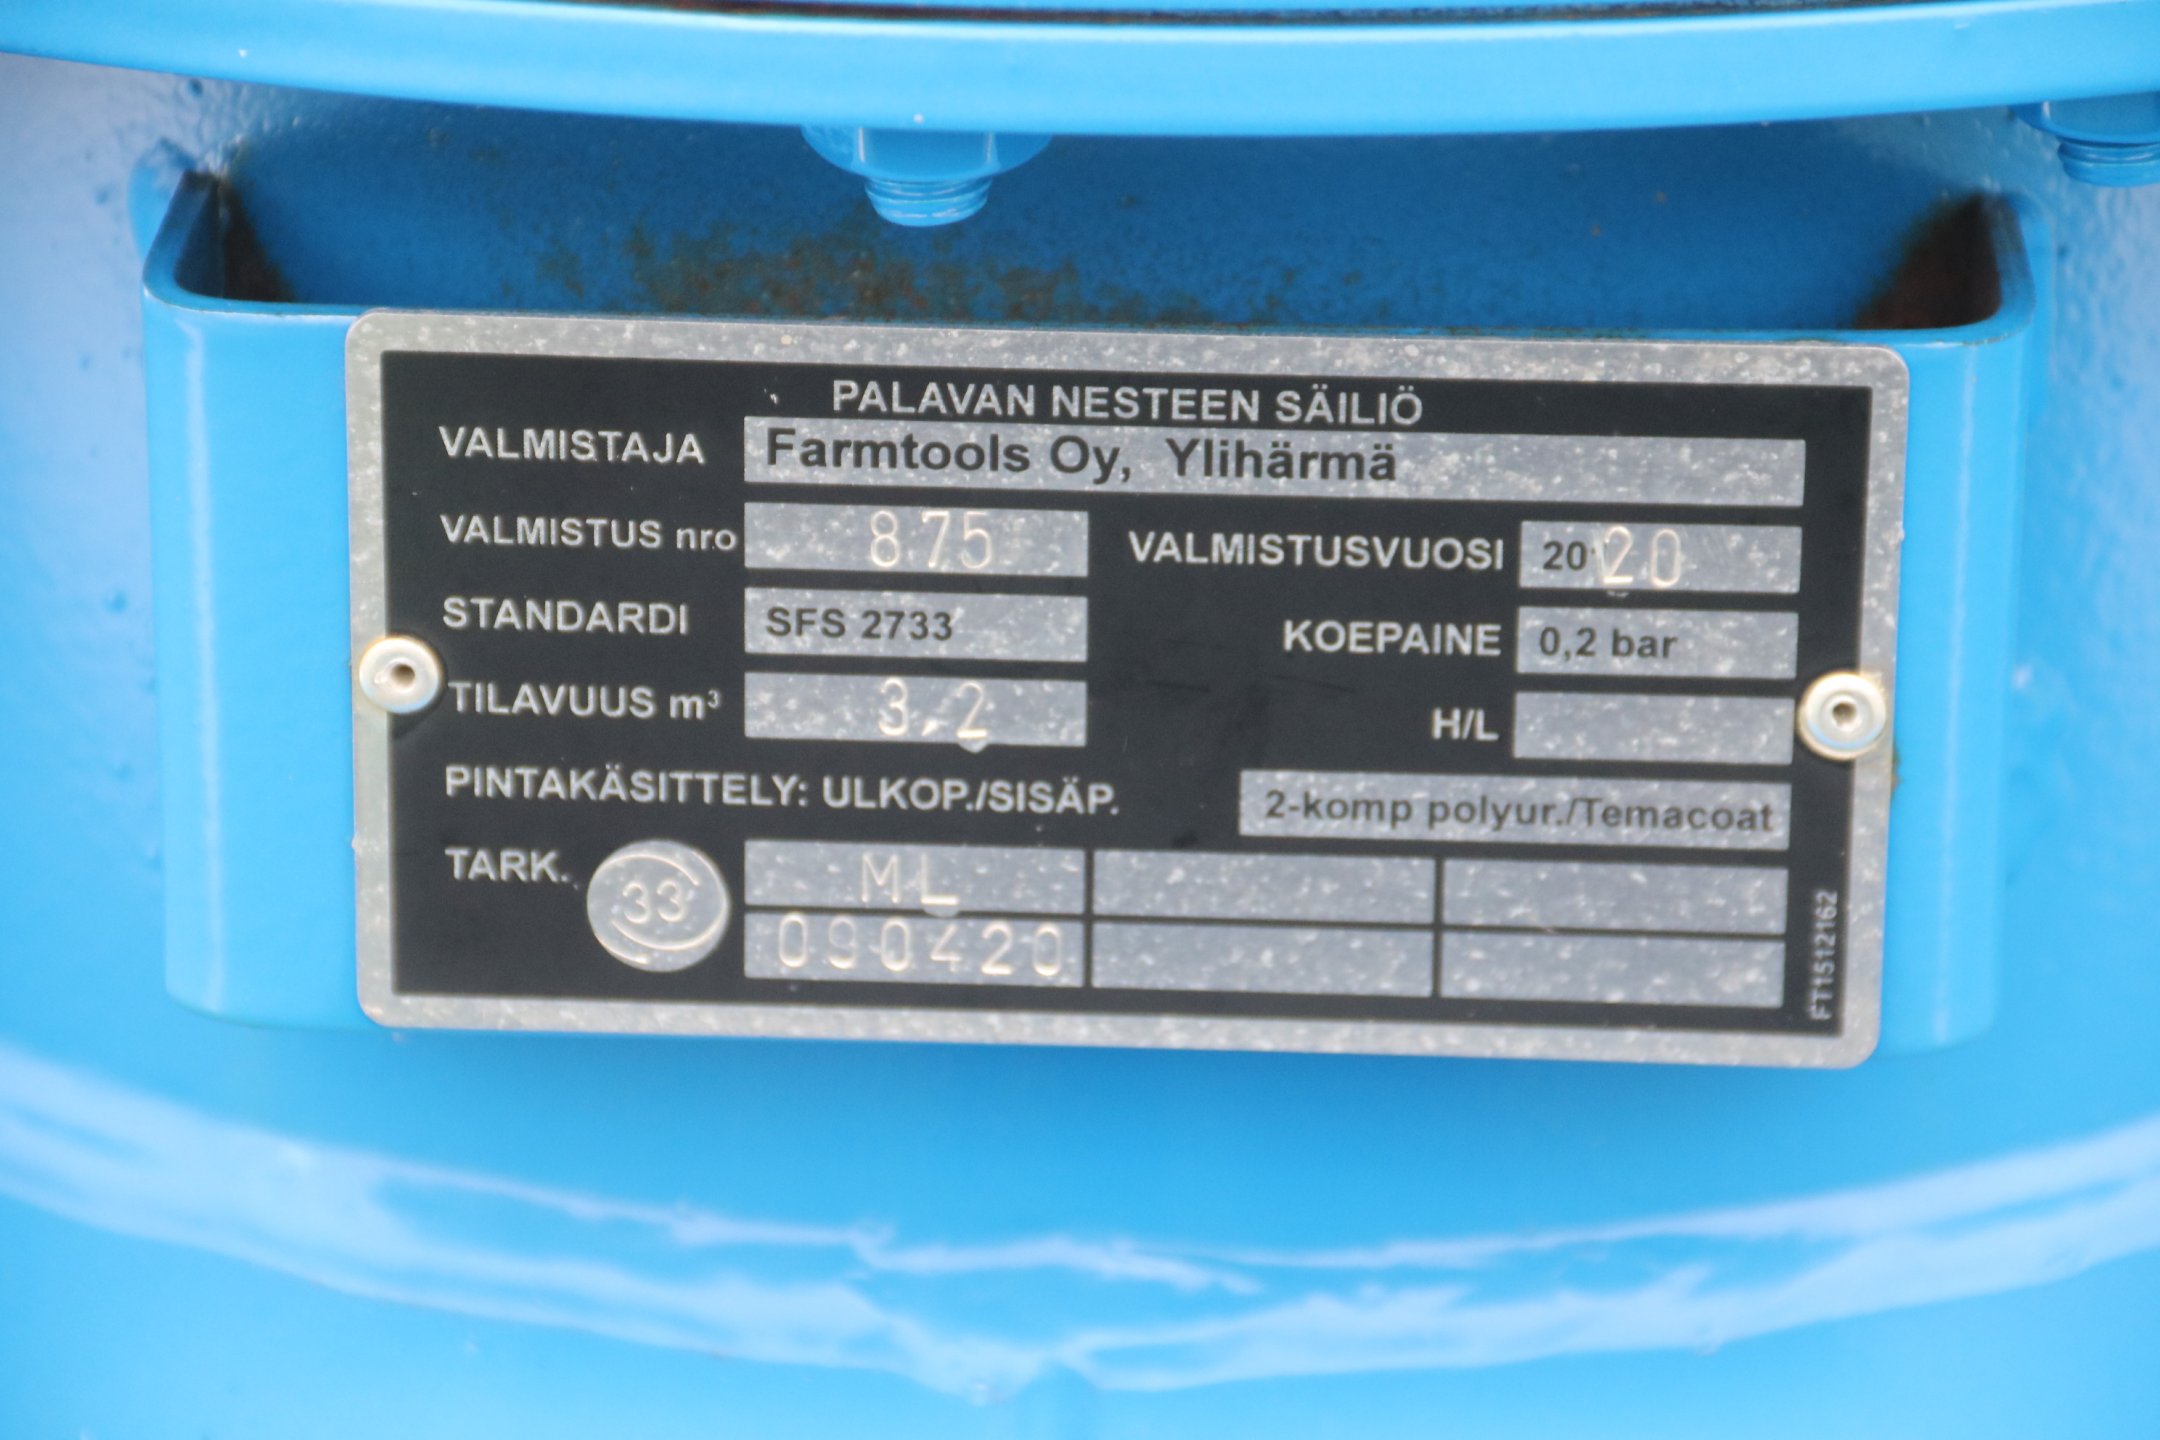 PALAVAN NESTEEN SÄILIÖ
VALMISTAJA Farmtools Oy, Ylihärmä
VALMISTUS nro 875 VALMISTUSVUOSI 2020
STANDARDI SFS 2733 KOEPAINE 0,2 bar
TILAVUUS m³ 3,2 H/L
PINTAKÄSITTELY: ULKOP./SISÄP. 2-komp polyur./Temacoat
TARK. 33 ML
090420
FT1512162